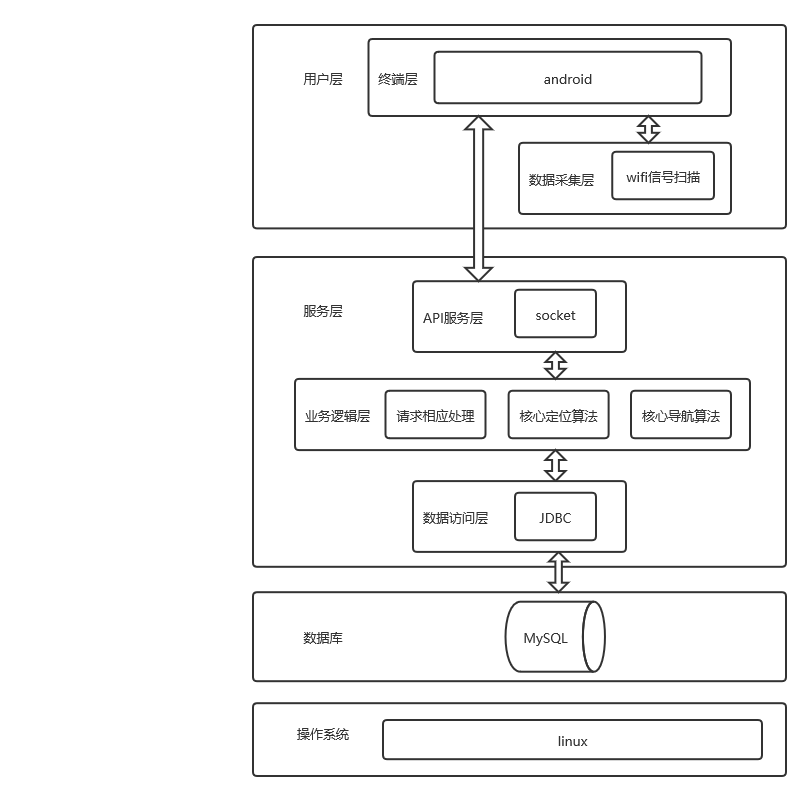 用户层
终端层
android
数据采集层
wifi信号扫描
服务层
API服务层
socket
业务逻辑层
请求相应处理
核心定位算法
核心导航算法
数据访问层
JDBC
数据库
MySQL
操作系统
linux